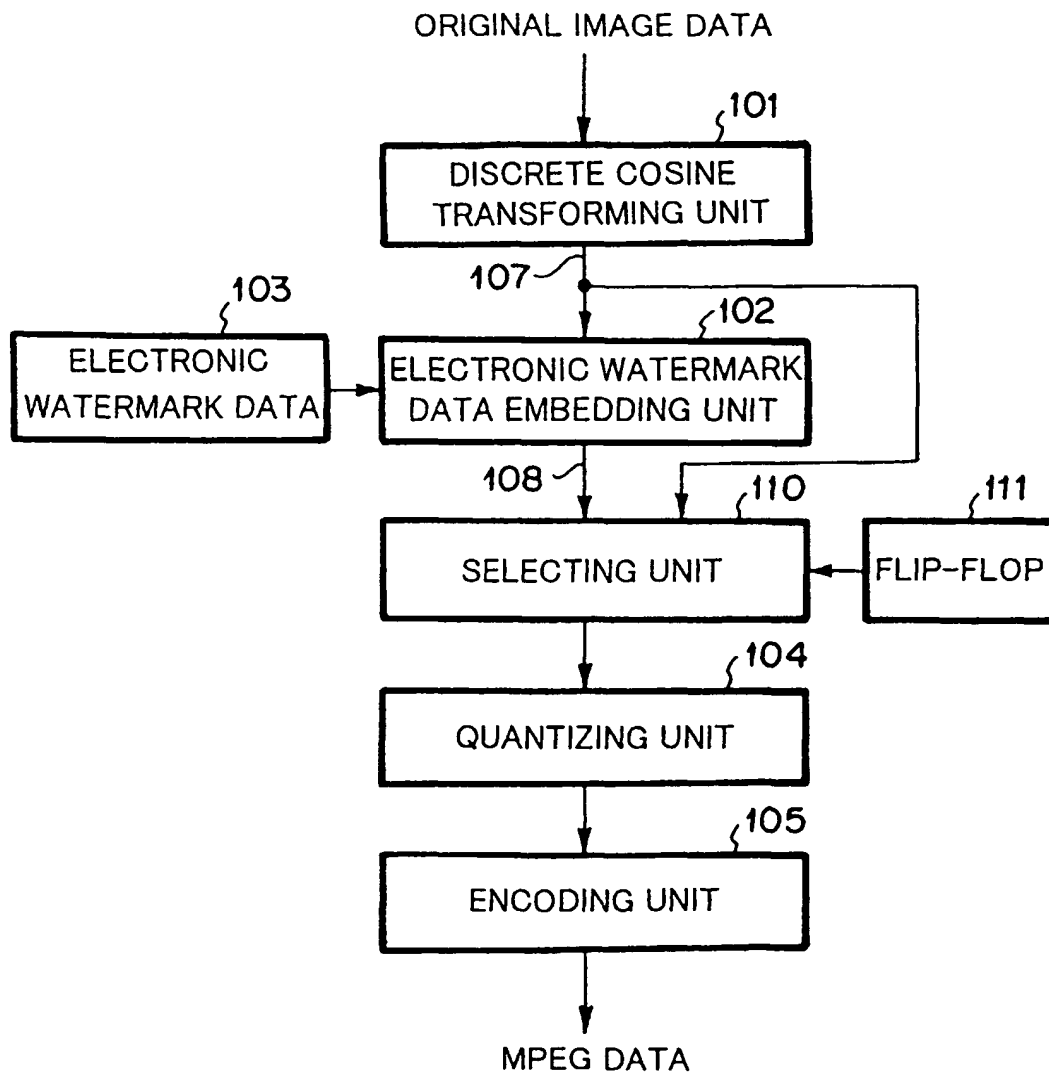 ORIGINAL IMAGE DATA
101
DISCRETE COSINE
TRANSFORMING UNIT
107
103
102
ELECTRONIC
WATERMARK DATA
ELECTRONIC WATERMARK
DATA EMBEDDING UNIT
108
110
111
SELECTING UNIT
FLIP-FLOP
104
QUANTIZING UNIT
105
ENCODING UNIT
MPEG DATA